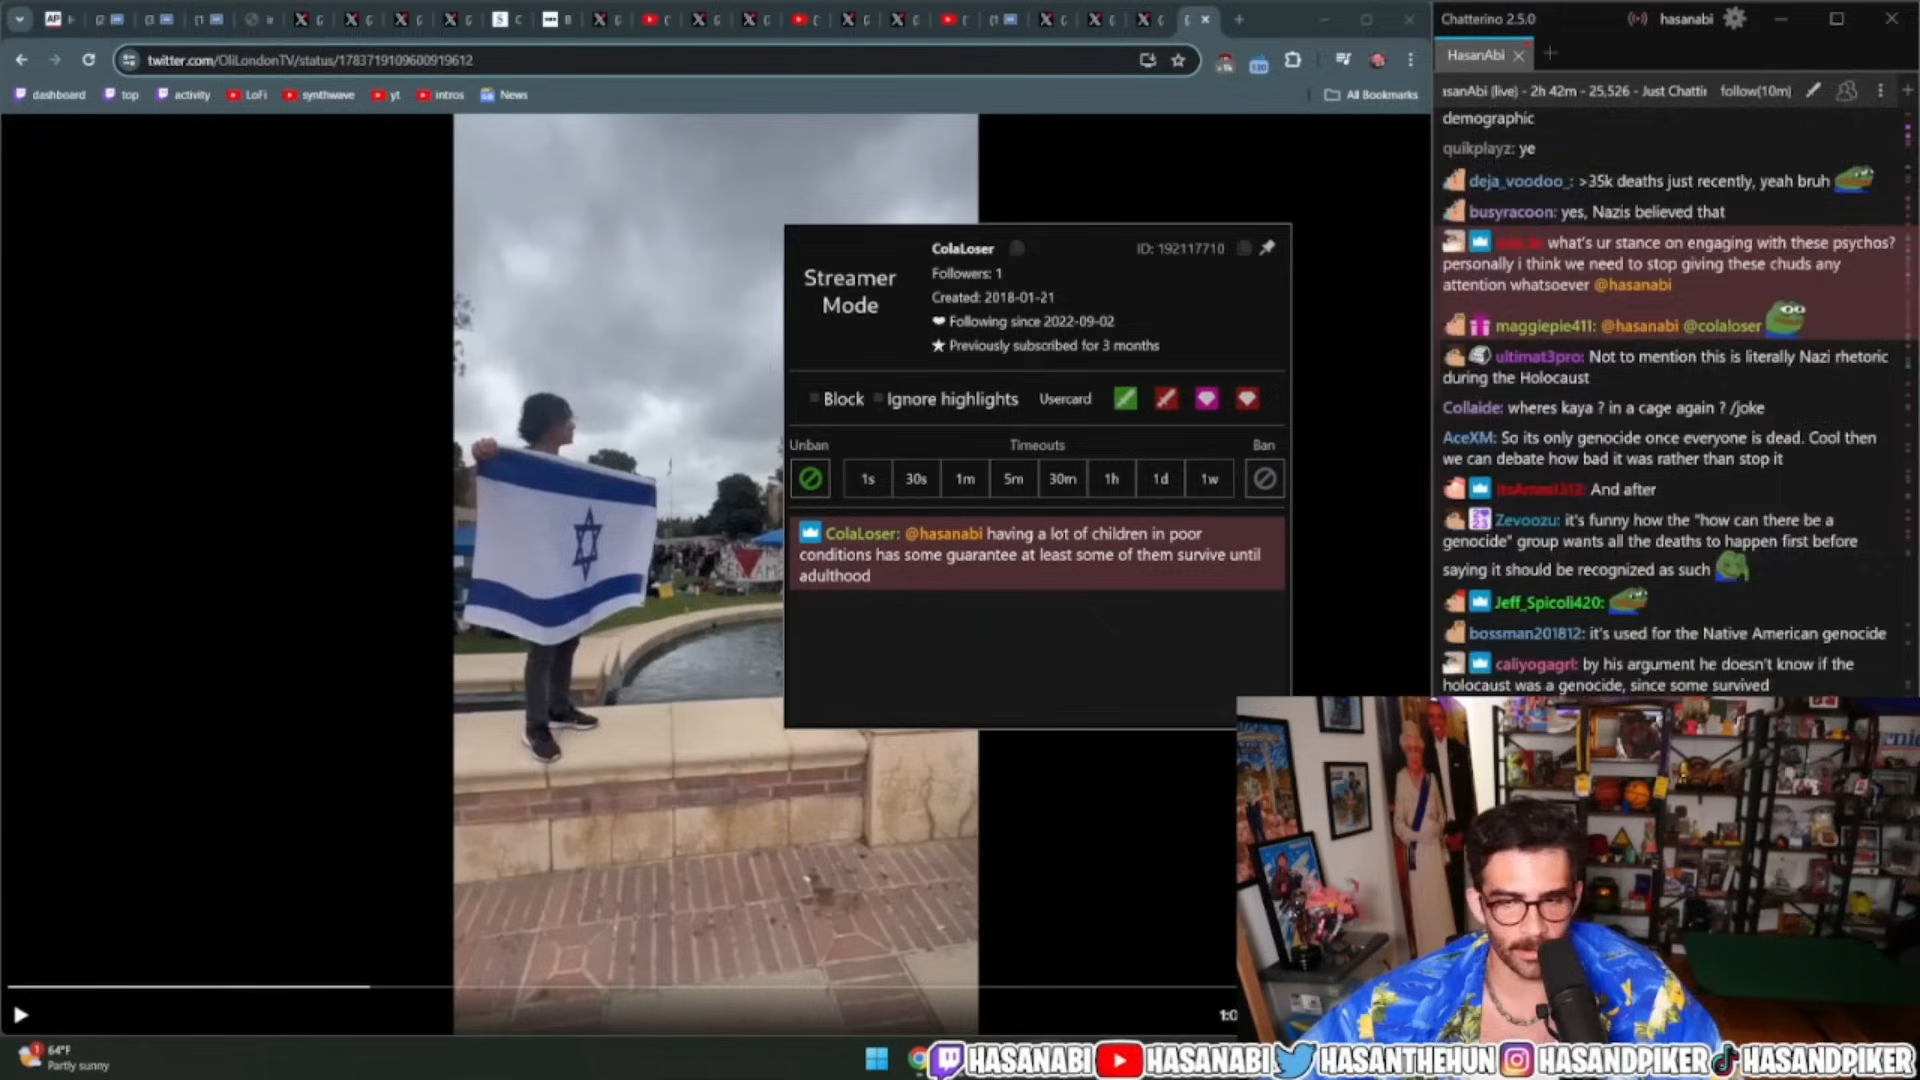 Chatterino 2.5.0
hasanabi
twitter.com/OliLondonTV/status/1783719109600919612
HasanAbi
dashboard
top
activity
LoFi
synthwave
yt
intros
News
All Bookmarks
asanAbi (live) - 2h 42m - 25,526 - Just Chattin
follow(10m)
demographic
quikplayz: ye
deja_voodoo_: >35k deaths just recently, yeah bruh
busyracoon: yes, Nazis believed that
what's ur stance on engaging with these psychos?
personally i think we need to stop giving these chuds any
attention whatsoever @hasanabi
maggiepie411: @hasanabi @colaloser
ultimat3pro: Not to mention this is literally Nazi rhetoric
during the Holocaust
Collaide: wheres kaya ? in a cage again ? /joke
AceXM: So its only genocide once everyone is dead. Cool then
we can debate how bad it was rather than stop it
And after
Zevoozu: it's funny how the "how can there be a
genocide" group wants all the deaths to happen first before
saying it should be recognized as such
Jeff_Spicoli420:
bossman201812: it's used for the Native American genocide
caliyogagrl: by his argument he doesn't know if the
holocaust was a genocide, since some survived
Streamer
Mode
ColaLoser
ID: 192117710
Followers: 1
Created: 2018-01-21
Following since 2022-09-02
Previously subscribed for 3 months
Block
Ignore highlights
Usercard
Unban
Timeouts
Ban
1s
30s
1m
5m
30m
1h
1d
1w
ColaLoser: @hasanabi having a lot of children in poor
conditions has some guarantee at least some of them survive until
adulthood
64°F
Partly sunny
HASANABI
HASANABI
HASANTHEHUN
HASANDPIKER
HASANDPIKER